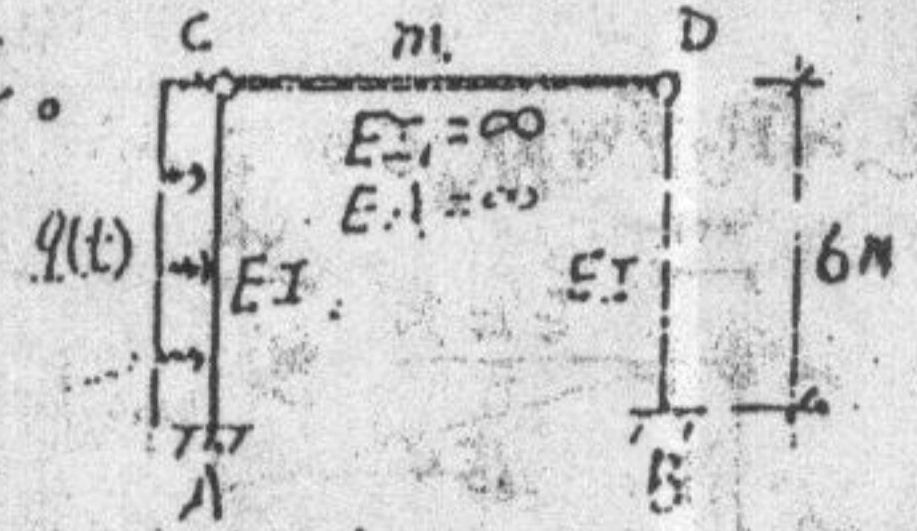 C m. D
EI₁ = ∞
EA = ∞
q(t) EI EI 6M
A B